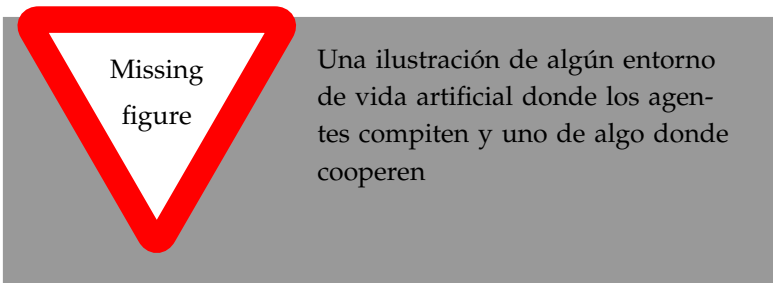 Missing
figure
Una ilustración de algún entorno
de vida artificial donde los agen-
tes compiten y uno de algo donde
cooperen